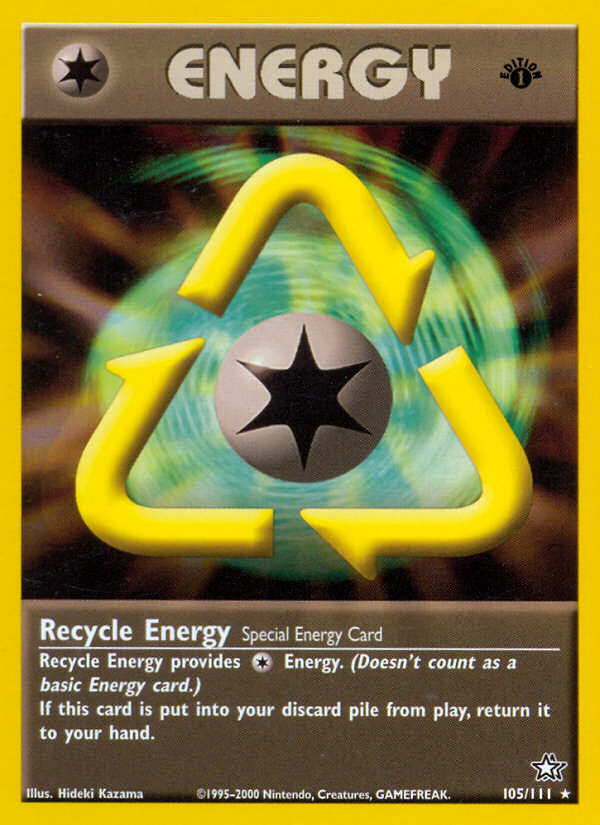 ENERGY
EDITION
1
Recycle Energy Special Energy Card
Recycle Energy provides Energy. (Doesn't count as a
basic Energy card.)
If this card is put into your discard pile from play, return it
to your hand.
Illus. Hideki Kazama ©1995–2000 Nintendo, Creatures, GAMEFREAK. 105/111 ★